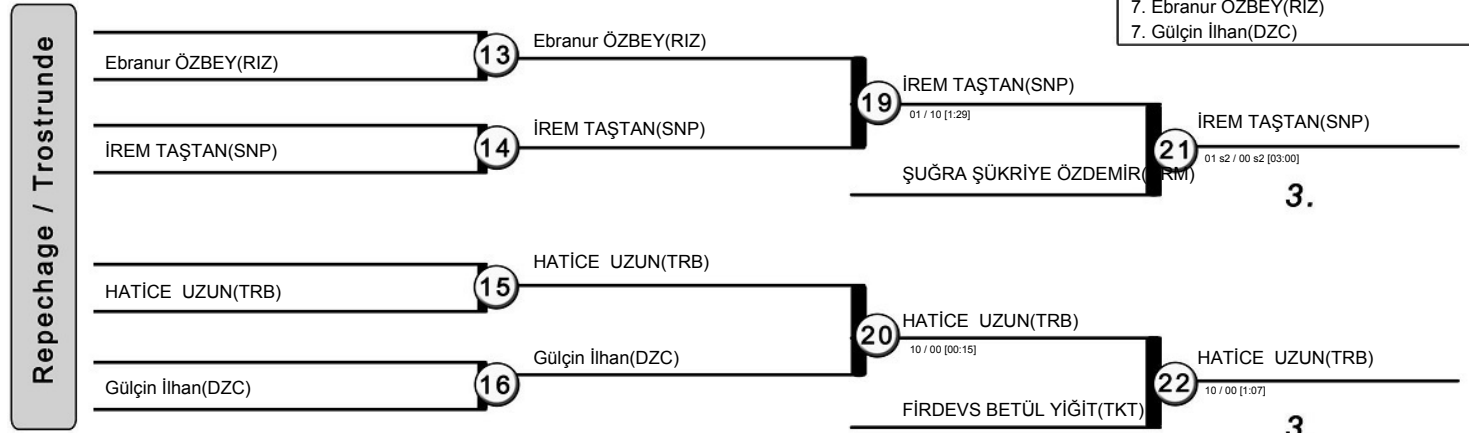 7. Ebranur ÖZBEY(RIZ)
7. Gülçin İlhan(DZC)
Repechage / Trostrunde
Ebranur ÖZBEY(RIZ)
13
Ebranur ÖZBEY(RIZ)
İREM TAŞTAN(SNP)
14
İREM TAŞTAN(SNP)
19
İREM TAŞTAN(SNP)
01 / 10 [1:29]
ŞUĞRA ŞÜKRİYE ÖZDEMİR( RM)
21
İREM TAŞTAN(SNP)
01 s2 / 00 s2 [03:00]
3.
HATİCE UZUN(TRB)
15
HATİCE UZUN(TRB)
Gülçin İlhan(DZC)
16
Gülçin İlhan(DZC)
20
HATİCE UZUN(TRB)
10 / 00 [00:15]
FİRDEVS BETÜL YİĞİT(TKT)
22
HATİCE UZUN(TRB)
10 / 00 [1:07]
3